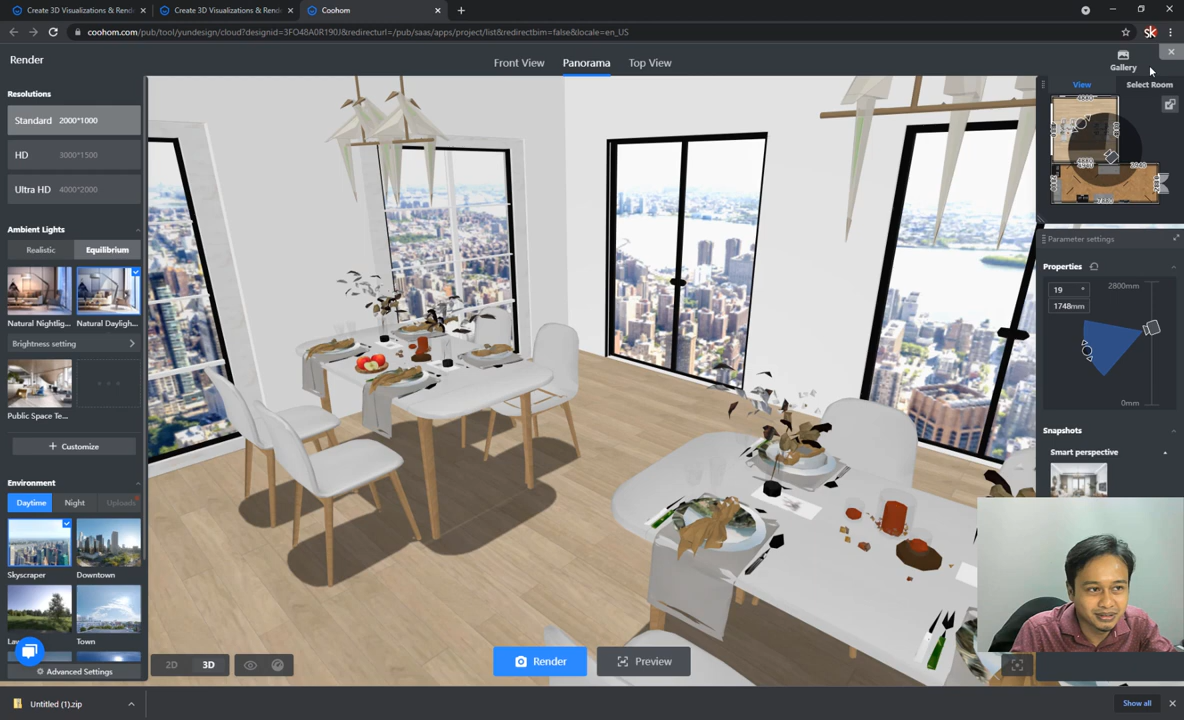 Create 3D Visualizations & Rende
Create 3D Visualizations & Rende
Coohom
coohom.com/pub/tool/yundesign/cloud?designid=3FO48A0R190J&redirecturl=/pub/saas/apps/project/list&redirectbim=false&locale=en_US
Render
Front View
Panorama
Top View
Gallery
View
Select Room
Resolutions
Standard 2000*1000
HD 3000*1500
Ultra HD 4000*2000
Ambient Lights
Realistic
Equilibrium
Natural Nightlig...
Natural Dayligh...
Brightness setting
Public Space Te...
+ Customize
Environment
Daytime
Night
Uploads
Skyscraper
Downtown
Town
Advanced Settings
2D
3D
Render
Preview
Parameter settings
Properties
19 °
1748mm
2800mm
0mm
Snapshots
Smart perspective
Untitled (1).zip
Show all